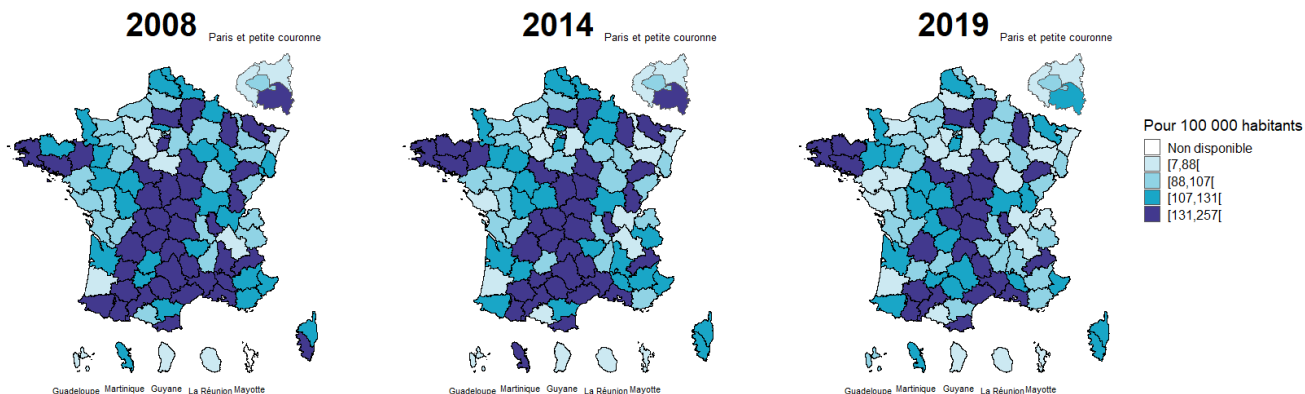 2008 Paris et petite couronne
2014 Paris et petite couronne
2019 Paris et petite couronne
Pour 100 000 habitants
Non disponible
[7,88[
[88,107[
[107,131[
[131,257[
Guadeloupe Martinique Guyane La Réunion Mayotte
Guadeloupe Martinique Guyane La Réunion Mayotte
Guadeloupe Martinique Guyane La Réunion Mayotte